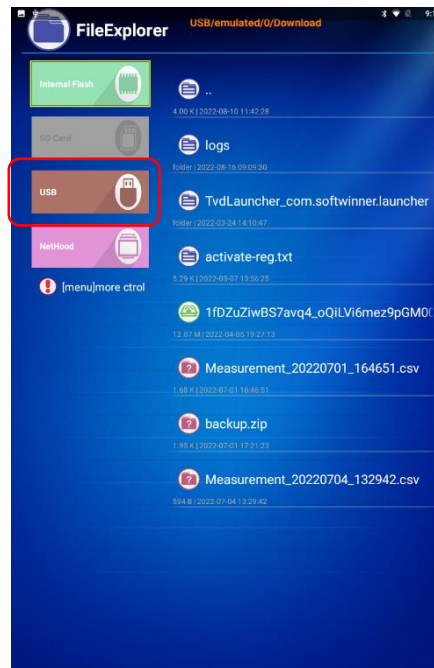 FileExplorer
USB/emulated/0/Download
Internal Flash
SD Card
USB
NetHood
[menu]more ctrol
..
4.00 K | 2022-08-10 11:42:28
logs
folder | 2022-08-16 09:09:30
TvdLauncher_com.softwinner.launcher
folder | 2022-03-24 14:10:47
activate-reg.txt
5.29 K | 2022-03-07 13:56:25
1fDZuZiwBS7avq4_oQiLVi6mez9pGM0
12.07 M | 2022-04-05 19:27:13
Measurement_20220701_164651.csv
1.68 K | 2022-07-01 16:46:51
backup.zip
1.95 K | 2022-07-01 17:21:23
Measurement_20220704_132942.csv
594 B | 2022-07-04 13:29:42